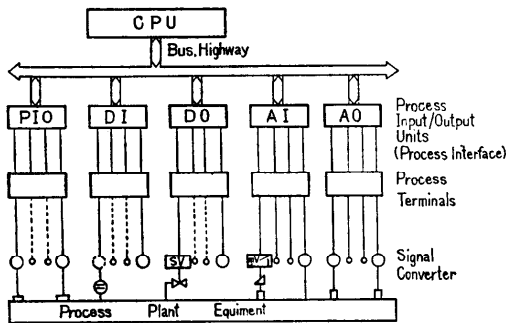 CPU
Bus, Highway
PIO
DI
DO
AI
AO
Process
Input/Output
Units
(Process Interface)
Process
Terminals
SV
Signal
Converter
Process Plant Equiment